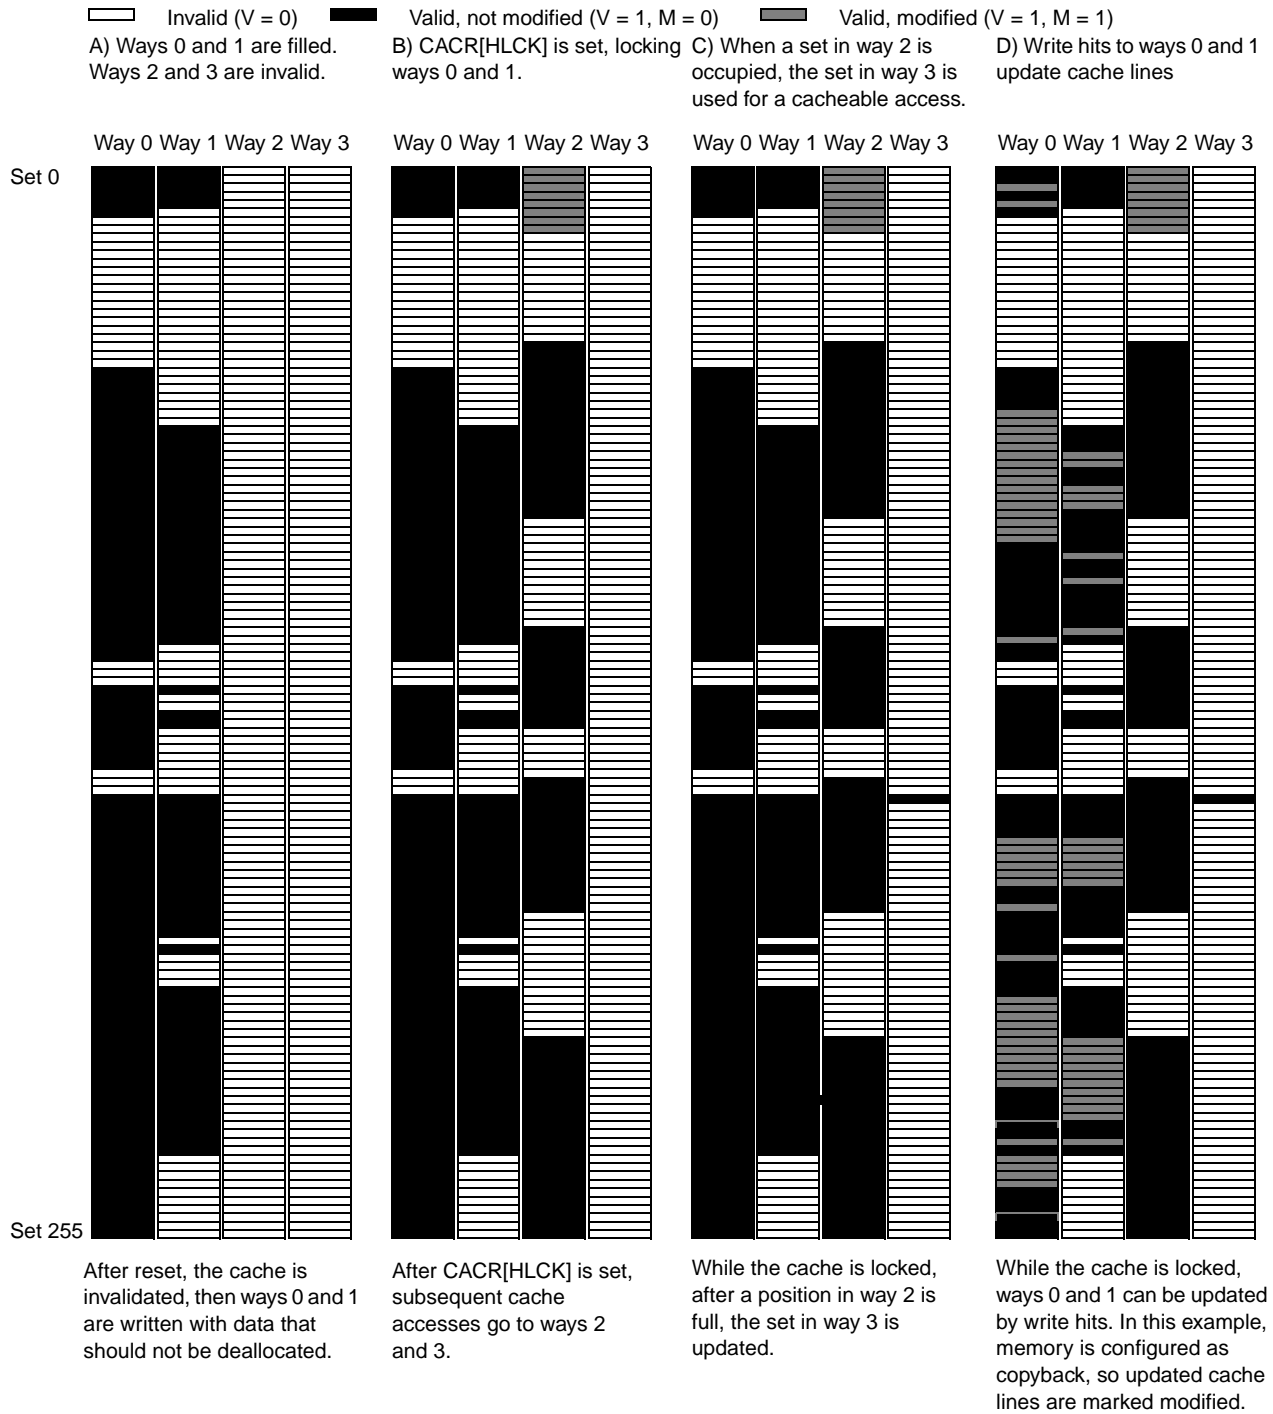 Invalid (V = 0) Valid, not modified (V = 1, M = 0) Valid, modified (V = 1, M = 1)
A) Ways 0 and 1 are filled.
Ways 2 and 3 are invalid.
B) CACR[HLCK] is set, locking
ways 0 and 1.
C) When a set in way 2 is
occupied, the set in way 3 is
used for a cacheable access.
D) Write hits to ways 0 and 1
update cache lines
Way 0 Way 1 Way 2 Way 3 Way 0 Way 1 Way 2 Way 3 Way 0 Way 1 Way 2 Way 3 Way 0 Way 1 Way 2 Way 3
Set 0
Set 255
After reset, the cache is
invalidated, then ways 0 and 1
are written with data that
should not be deallocated.
After CACR[HLCK] is set,
subsequent cache
accesses go to ways 2
and 3.
While the cache is locked,
after a position in way 2 is
full, the set in way 3 is
updated.
While the cache is locked,
ways 0 and 1 can be updated
by write hits. In this example,
memory is configured as
copyback, so updated cache
lines are marked modified.